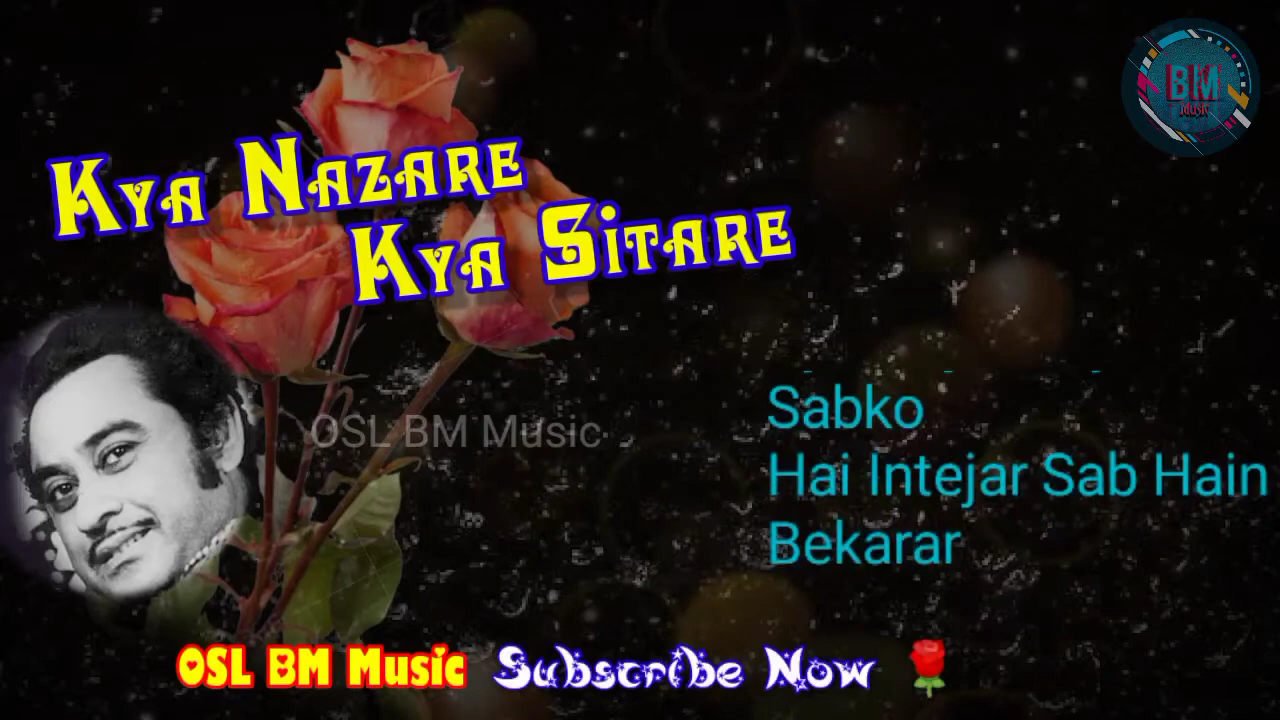 BM
Music
Kya Nazare
Kya Sitare
OSL BM Music
Sabko
Hai Intejar Sab Hain
Bekarar
OSL BM Music Subscribe Now